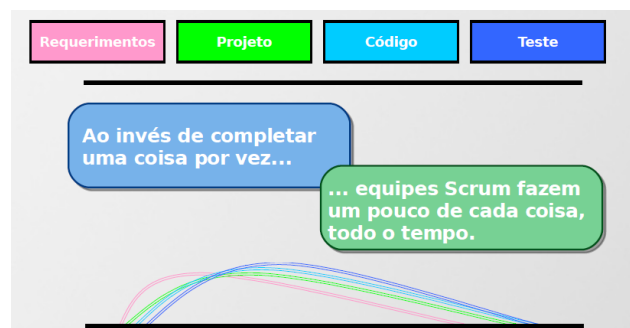 Requerimentos Projeto Código Teste
Ao invés de completar
uma coisa por vez...
... equipes Scrum fazem
um pouco de cada coisa,
todo o tempo.